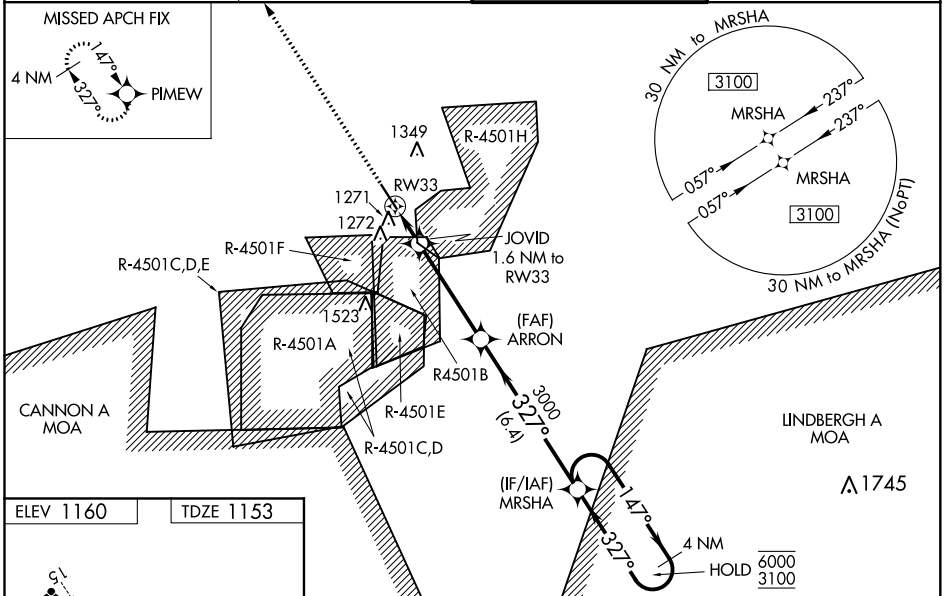 MISSED APCH FIX
4 NM
147°
327°
PIMEW
30 NM to MRSHA
3100
MRSHA
237°
237°
057°
057°
MRSHA
3100
30 NM to MRSHA (NoPT)
1349
R-4501H
1271
RW33
1272
JOVID
1.6 NM to
RW33
R-4501F
R-4501C,D,E
1523
(FAF)
ARRON
R-4501A
R4501B
R-4501E
3000
327°
(6.4)
CANNON A
MOA
R-4501C,D
LINDBERGH A
MOA
(IF/IAF)
MRSHA
1745
147°
327°
4 NM
HOLD
6000
3100
ELEV 1160
TDZE 1153
15